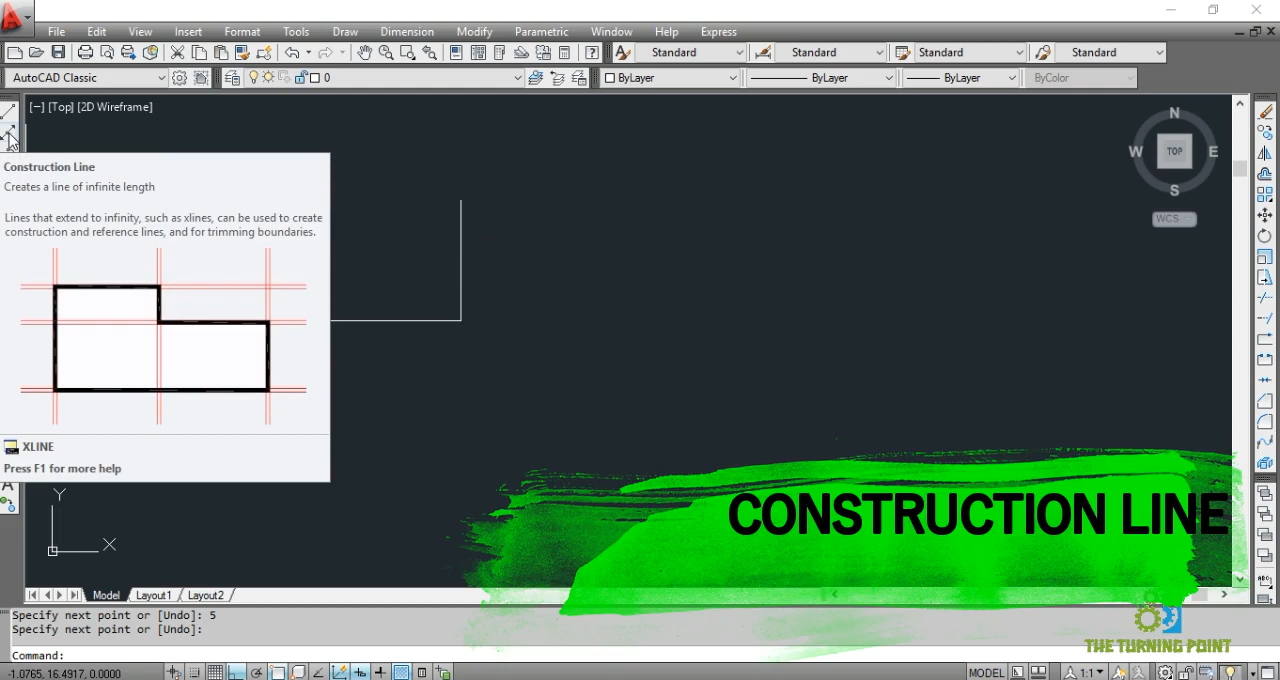 File Edit View Insert Format Tools Draw Dimension Modify Parametric Window Help Express
Standard Standard Standard Standard
AutoCAD Classic 0 ByLayer ByLayer ByLayer ByColor
[−] [Top] [2D Wireframe]
N
W TOP E
S
WCS
Construction Line
Creates a line of infinite length
Lines that extend to infinity, such as xlines, can be used to create
construction and reference lines, and for trimming boundaries.
XLINE
Press F1 for more help
A
Y
X
CONSTRUCTION LINE
Model Layout1 Layout2
Specify next point or [Undo]: 5
Specify next point or [Undo]:
Command:
THE TURNING POINT
-1.0765, 16.4917, 0.0000 MODEL 1:1